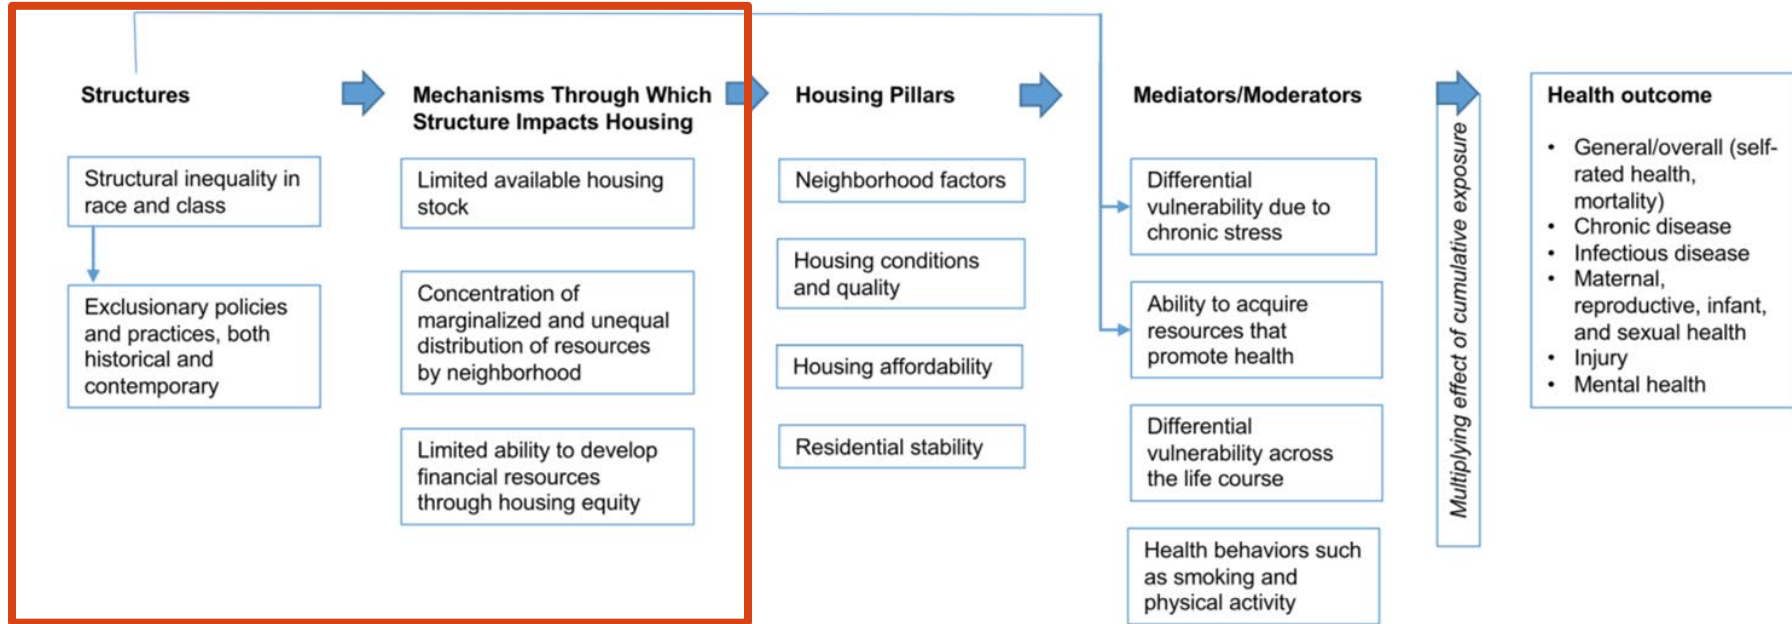 Structures
Structural inequality in
race and class
Exclusionary policies
and practices, both
historical and
contemporary
Mechanisms Through Which
Structure Impacts Housing
Limited available housing
stock
Concentration of
marginalized and unequal
distribution of resources
by neighborhood
Limited ability to develop
financial resources
through housing equity
Housing Pillars
Neighborhood factors
Housing conditions
and quality
Housing affordability
Residential stability
Mediators/Moderators
Differential
vulnerability due to
chronic stress
Ability to acquire
resources that
promote health
Differential
vulnerability across
the life course
Health behaviors such
as smoking and
physical activity
Multiplying effect of cumulative exposure
Health outcome
• General/overall (self-
rated health,
mortality)
• Chronic disease
• Infectious disease
• Maternal,
reproductive, infant,
and sexual health
• Injury
• Mental health